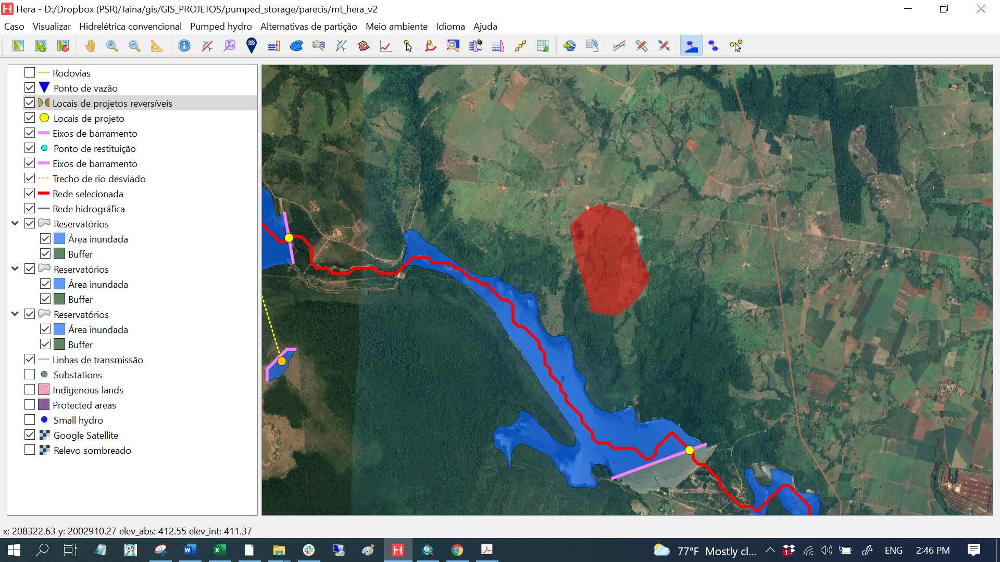 Hera - D:/Dropbox (PSR)/Taina/gis/GIS_PROJETOS/pumped_storage/parecis/mt_hera_v2
Caso Visualizar Hidrelétrica convencional Pumped hydro Alternativas de partição Meio ambiente Idioma Ajuda
Rodovias
Ponto de vazão
Locais de projetos reversíveis
Locais de projeto
Eixos de barramento
Ponto de restituição
Eixos de barramento
Trecho de rio desviado
Rede selecionada
Rede hidrográfica
Reservatórios
Área inundada
Buffer
Reservatórios
Área inundada
Buffer
Reservatórios
Área inundada
Buffer
Linhas de transmissão
Substations
Indigenous lands
Protected areas
Small hydro
Google Satellite
Relevo sombreado
x: 208322.63 y: 2002910.27 elev_abs: 412.55 elev_int: 411.37
TREE WIN
77°F Mostly cl... 1 ENG 2:46 PM